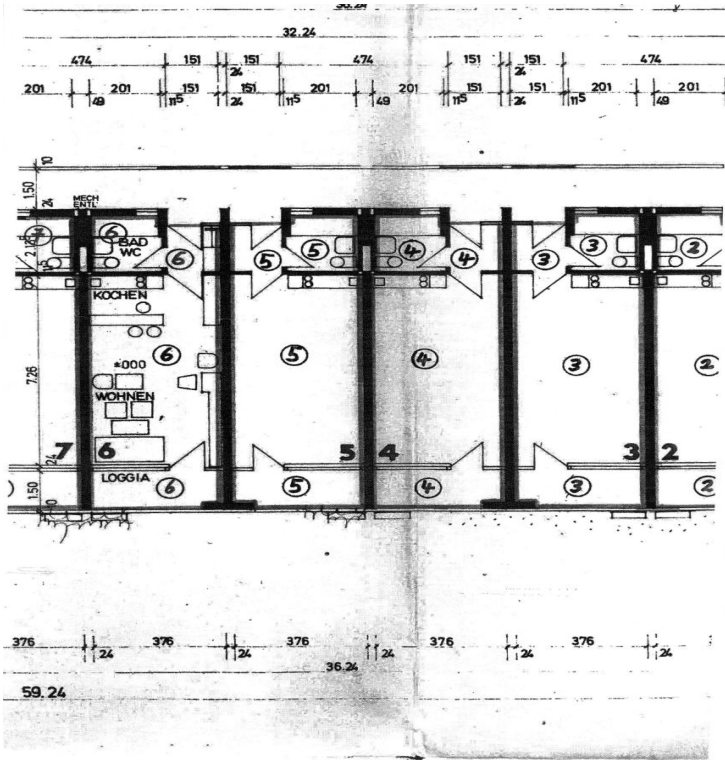 36.24
32.24
474 151 151 474 151 151 474
24 24
201 201 151 151 201 201 151 151 201 201
49 11⁵ 24 11⁵ 49 11⁵ 24 11⁵ 49
10
1.50
24
MECH
ENTL
6 6 5 5 4 4 3 3 2
BAD
WC
KOCHEN
7.26
6 5 4 3 2
*000
WOHNEN
7 6 5 4 3 2
24
LOGGIA
1.50
6 5 4 3 2
376 376 376 376 376
24 24 24 24 24
36.24
59.24